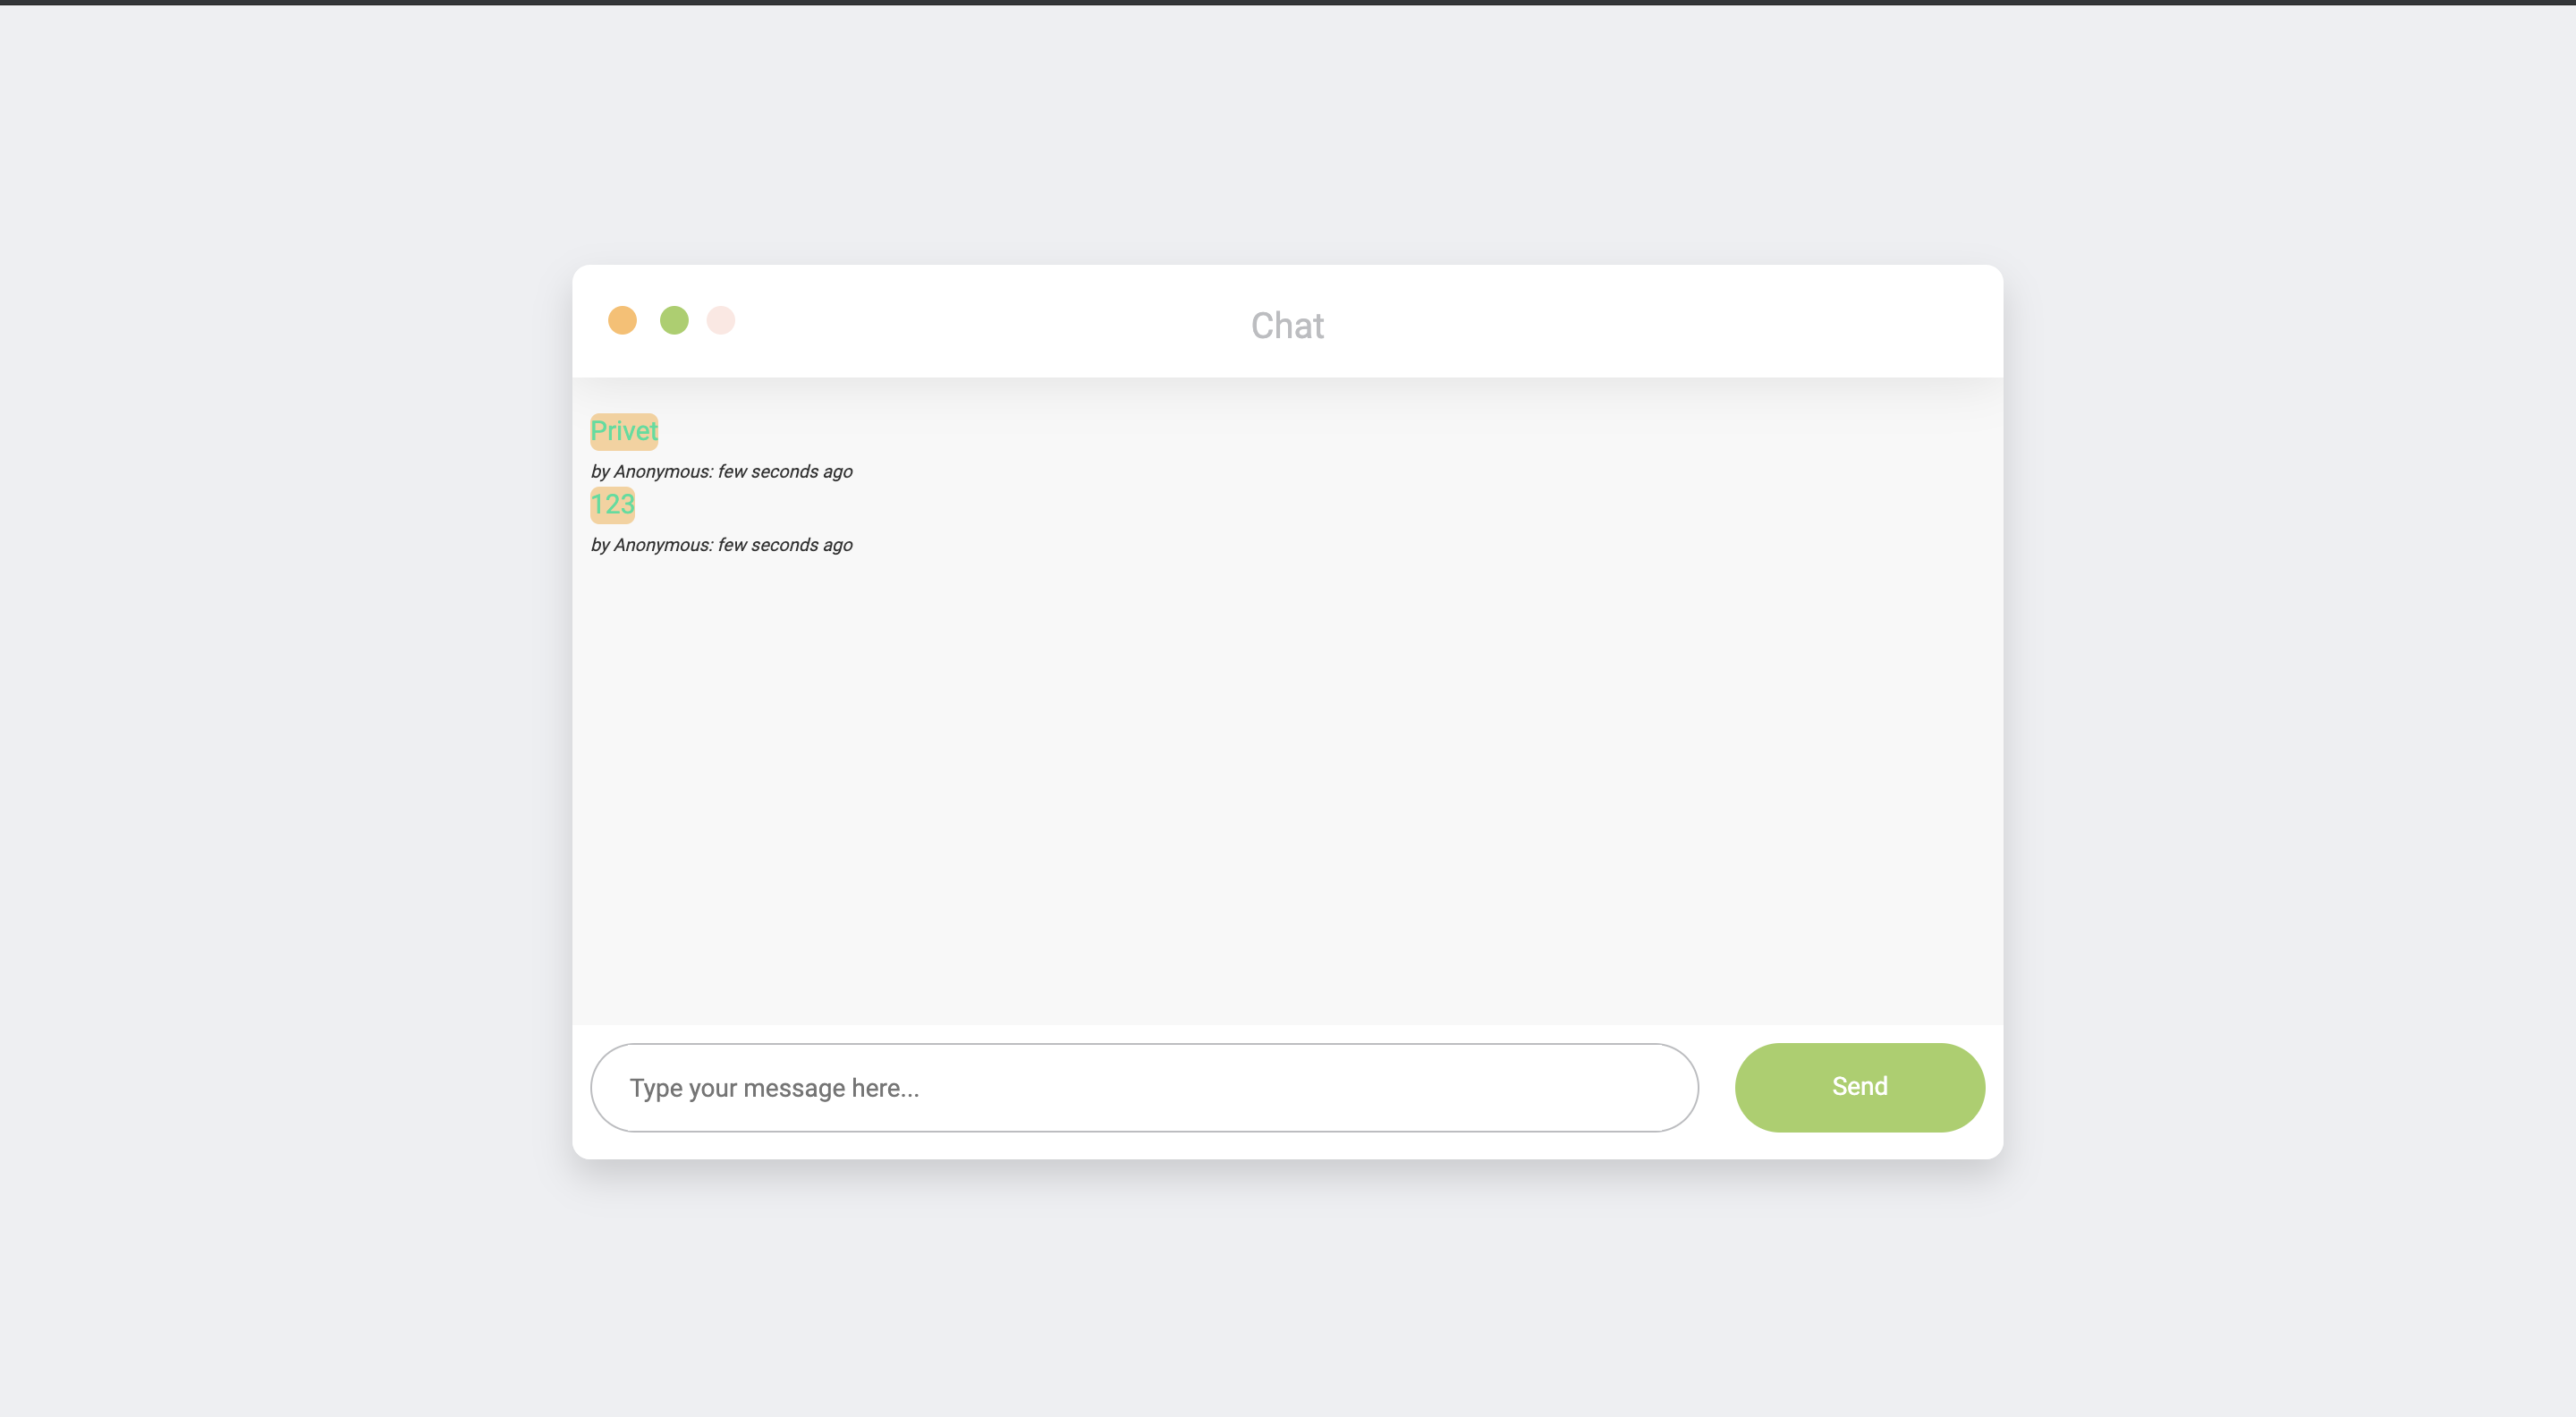 Chat
Privet
by Anonymous: few seconds ago
123
by Anonymous: few seconds ago
Type your message here...
Send